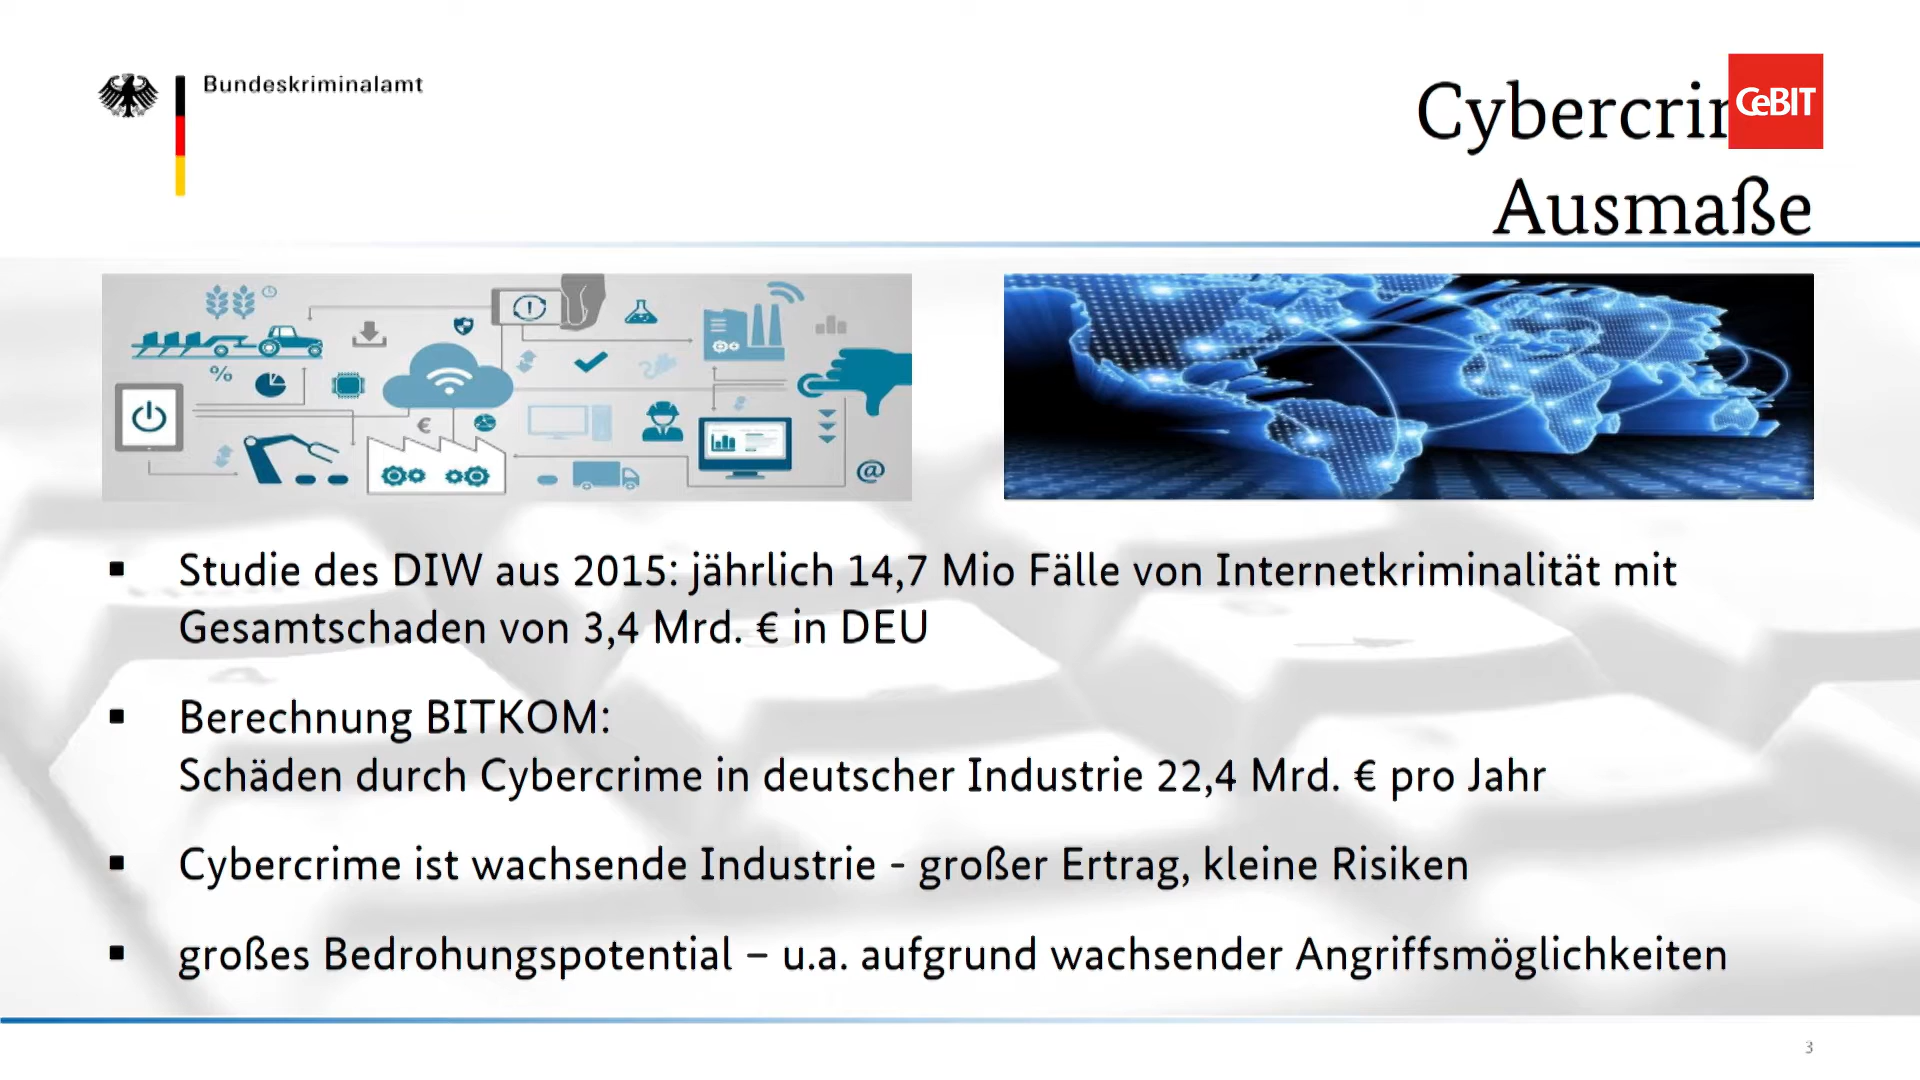 Bundeskriminalamt
CeBIT
Ausmaße
%
€
@
▪ Studie des DIW aus 2015: jährlich 14,7 Mio Fälle von Internetkriminalität mit
Gesamtschaden von 3,4 Mrd. € in DEU
▪ Berechnung BITKOM:
Schäden durch Cybercrime in deutscher Industrie 22,4 Mrd. € pro Jahr
▪ Cybercrime ist wachsende Industrie - großer Ertrag, kleine Risiken
▪ großes Bedrohungspotential – u.a. aufgrund wachsender Angriffsmöglichkeiten
3